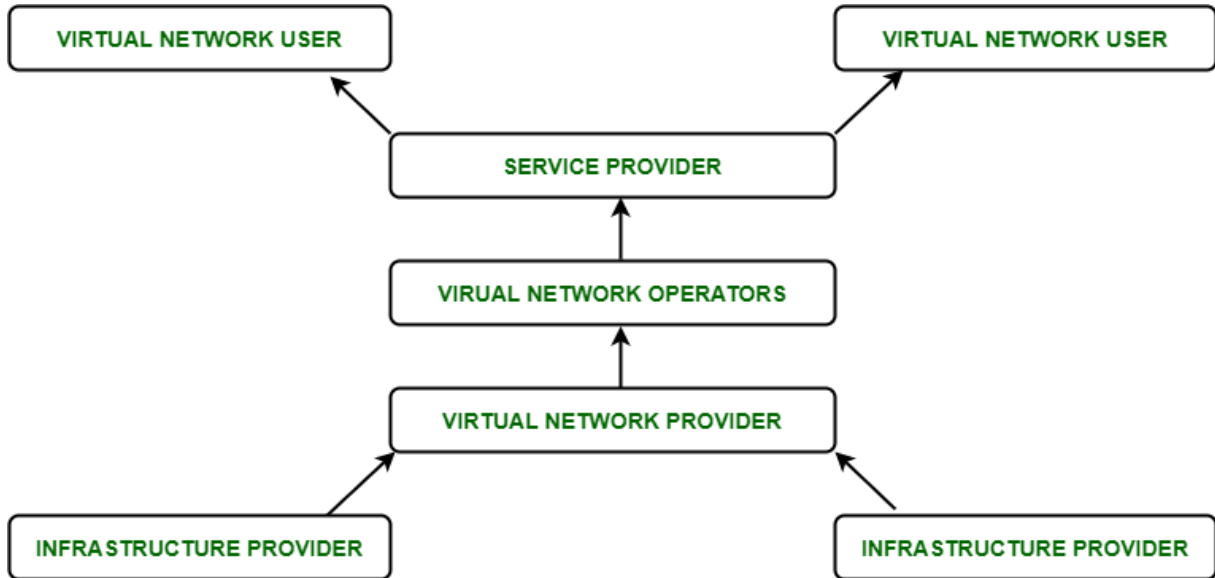 VIRTUAL NETWORK USER
VIRTUAL NETWORK USER
SERVICE PROVIDER
VIRUAL NETWORK OPERATORS
VIRTUAL NETWORK PROVIDER
INFRASTRUCTURE PROVIDER
INFRASTRUCTURE PROVIDER